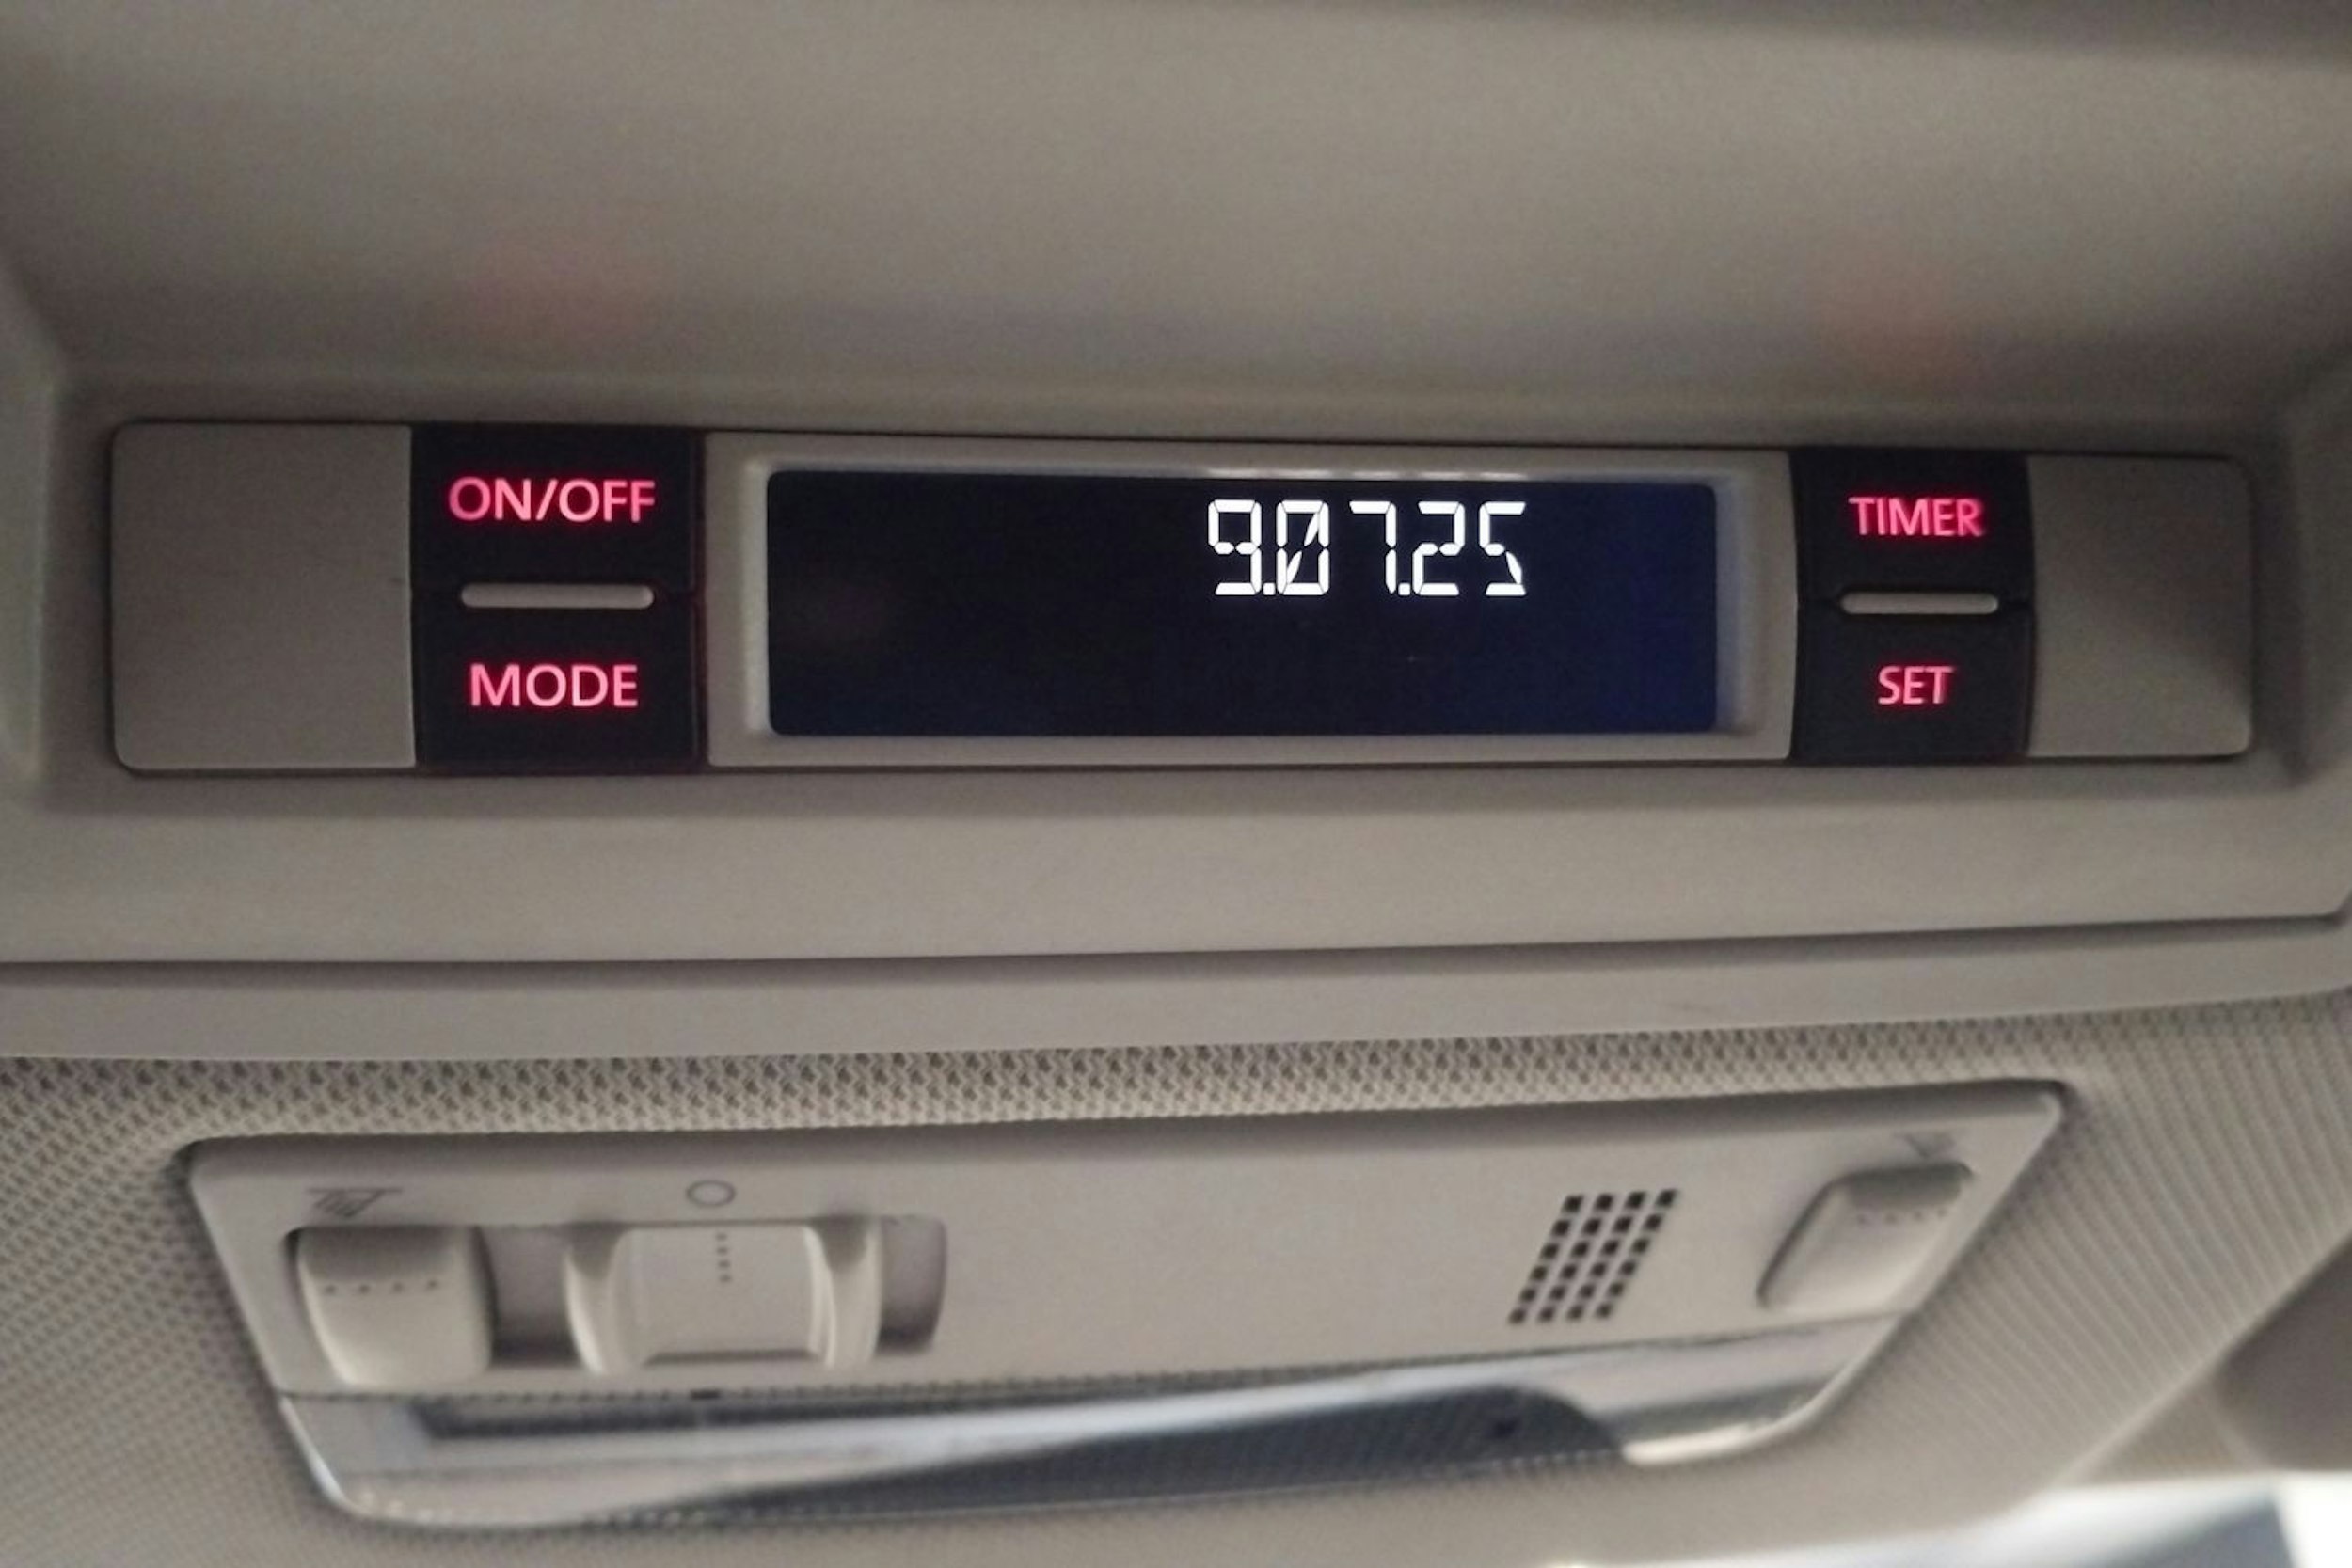 ON/OFF
MODE
9.07.25
TIMER
SET